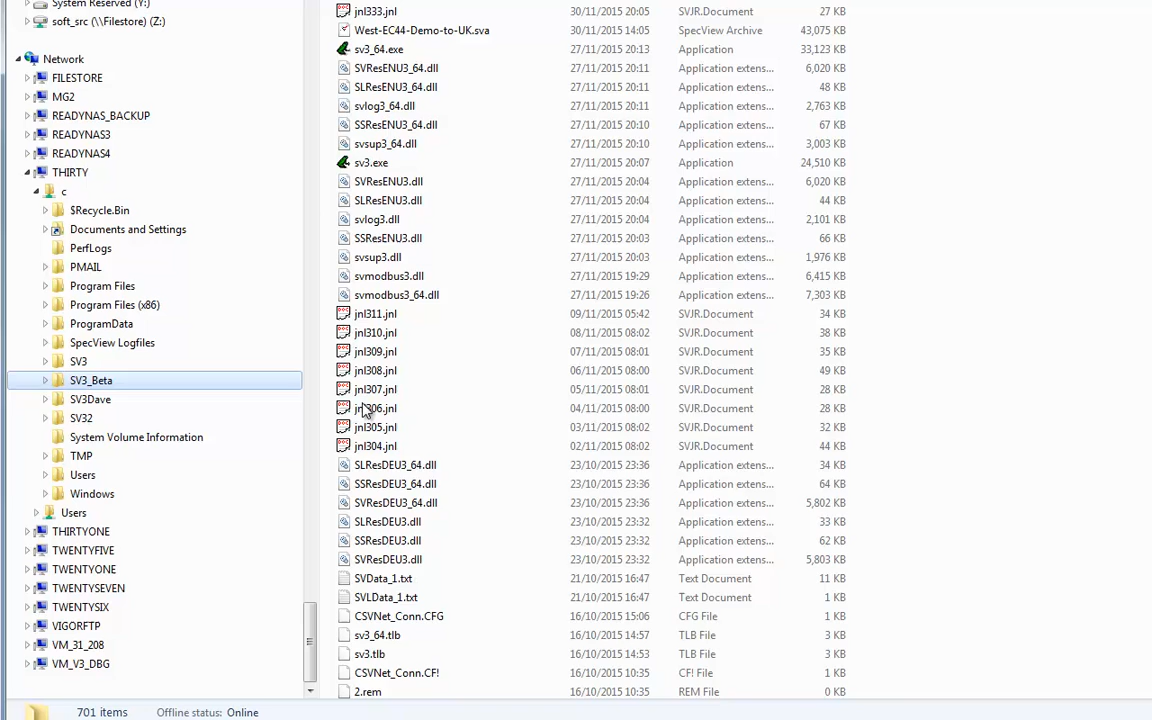 System Reserved (Y:)
soft_src (\\Filestore) (Z:)
Network
FILESTORE
MG2
READYNAS_BACKUP
READYNAS3
READYNAS4
THIRTY
c
$Recycle.Bin
Documents and Settings
PerfLogs
PMAIL
Program Files
Program Files (x86)
ProgramData
SpecView Logfiles
SV3
SV3_Beta
SV3Dave
SV32
System Volume Information
TMP
Users
Windows
Users
THIRTYONE
TWENTYFIVE
TWENTYONE
TWENTYSEVEN
TWENTYSIX
VIGORFTP
VM_31_208
VM_V3_DBG
jnl333.jnl 30/11/2015 20:05 SVJR.Document 27 KB
West-EC44-Demo-to-UK.sva 30/11/2015 14:05 SpecView Archive 43,075 KB
sv3_64.exe 27/11/2015 20:13 Application 33,123 KB
SVResENU3_64.dll 27/11/2015 20:11 Application extens... 6,020 KB
SLResENU3_64.dll 27/11/2015 20:11 Application extens... 48 KB
svlog3_64.dll 27/11/2015 20:11 Application extens... 2,763 KB
SSResENU3_64.dll 27/11/2015 20:10 Application extens... 67 KB
svsup3_64.dll 27/11/2015 20:10 Application extens... 3,003 KB
sv3.exe 27/11/2015 20:07 Application 24,510 KB
SVResENU3.dll 27/11/2015 20:04 Application extens... 6,020 KB
SLResENU3.dll 27/11/2015 20:04 Application extens... 44 KB
svlog3.dll 27/11/2015 20:04 Application extens... 2,101 KB
SSResENU3.dll 27/11/2015 20:03 Application extens... 66 KB
svsup3.dll 27/11/2015 20:03 Application extens... 1,976 KB
svmodbus3.dll 27/11/2015 19:29 Application extens... 6,415 KB
svmodbus3_64.dll 27/11/2015 19:26 Application extens... 7,303 KB
jnl311.jnl 09/11/2015 05:42 SVJR.Document 34 KB
jnl310.jnl 08/11/2015 08:02 SVJR.Document 38 KB
jnl309.jnl 07/11/2015 08:01 SVJR.Document 35 KB
jnl308.jnl 06/11/2015 08:00 SVJR.Document 49 KB
jnl307.jnl 05/11/2015 08:01 SVJR.Document 28 KB
jnl306.jnl 04/11/2015 08:00 SVJR.Document 28 KB
jnl305.jnl 03/11/2015 08:02 SVJR.Document 32 KB
jnl304.jnl 02/11/2015 08:02 SVJR.Document 44 KB
SLResDEU3_64.dll 23/10/2015 23:36 Application extens... 34 KB
SSResDEU3_64.dll 23/10/2015 23:36 Application extens... 64 KB
SVResDEU3_64.dll 23/10/2015 23:36 Application extens... 5,802 KB
SLResDEU3.dll 23/10/2015 23:32 Application extens... 33 KB
SSResDEU3.dll 23/10/2015 23:32 Application extens... 62 KB
SVResDEU3.dll 23/10/2015 23:32 Application extens... 5,803 KB
SVData_1.txt 21/10/2015 16:47 Text Document 11 KB
SVLData_1.txt 21/10/2015 16:47 Text Document 1 KB
CSVNet_Conn.CFG 16/10/2015 15:06 CFG File 1 KB
sv3_64.tlb 16/10/2015 14:57 TLB File 3 KB
sv3.tlb 16/10/2015 14:53 TLB File 3 KB
CSVNet_Conn.CF! 16/10/2015 10:35 CF! File 1 KB
2.rem 16/10/2015 10:35 REM File 0 KB
701 items Offline status: Online